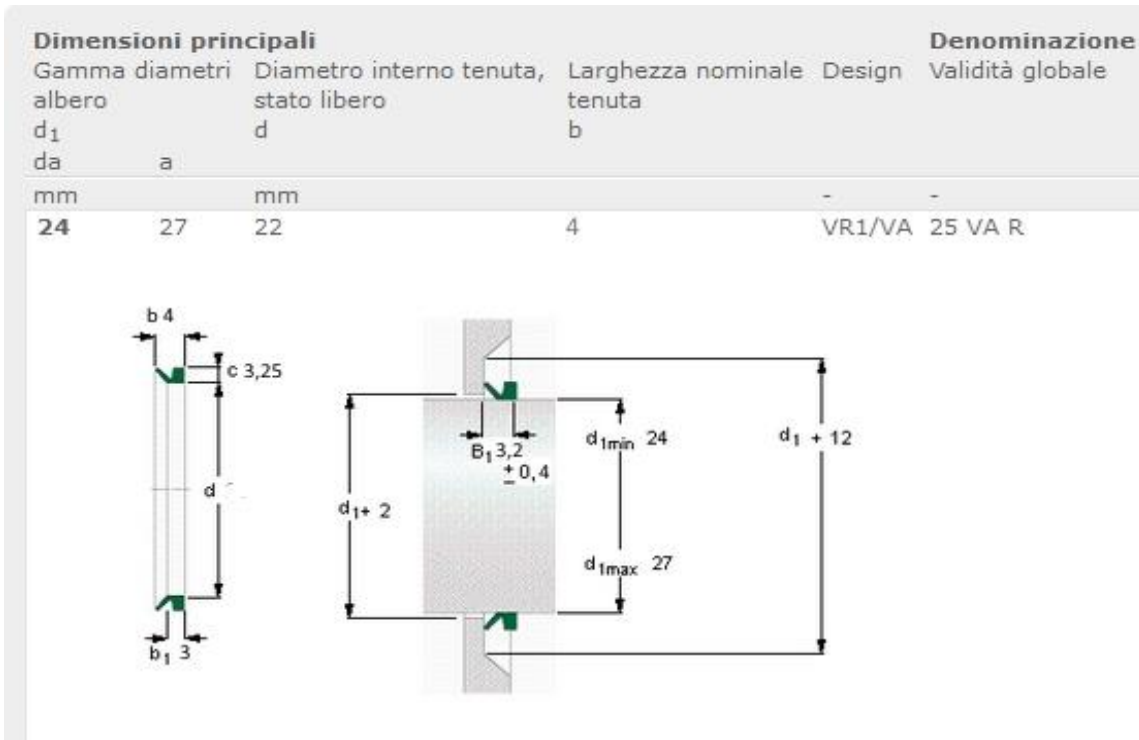 Dimensioni principali Denominazione
Gamma diametri Diametro interno tenuta, Larghezza nominale Design Validità globale
albero stato libero tenuta
d1 d b
da a
mm mm - -
24 27 22 4 VR1/VA 25 VA R
b 4
c 3,25
d
b1 3
B1 3,2
± 0,4
d1+ 2
d1min 24
d1max 27
d1 + 12